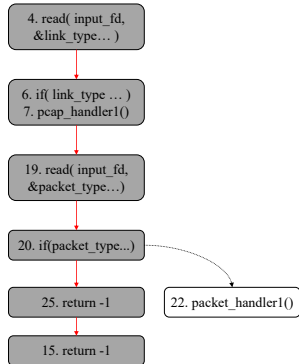 4. read( input_fd,
&link_type… )
6. if( link_type … )
7. pcap_handler1()
19. read( input_fd,
&packet_type…)
20. if(packet_type...)
25. return -1
22. packet_handler1()
15. return -1